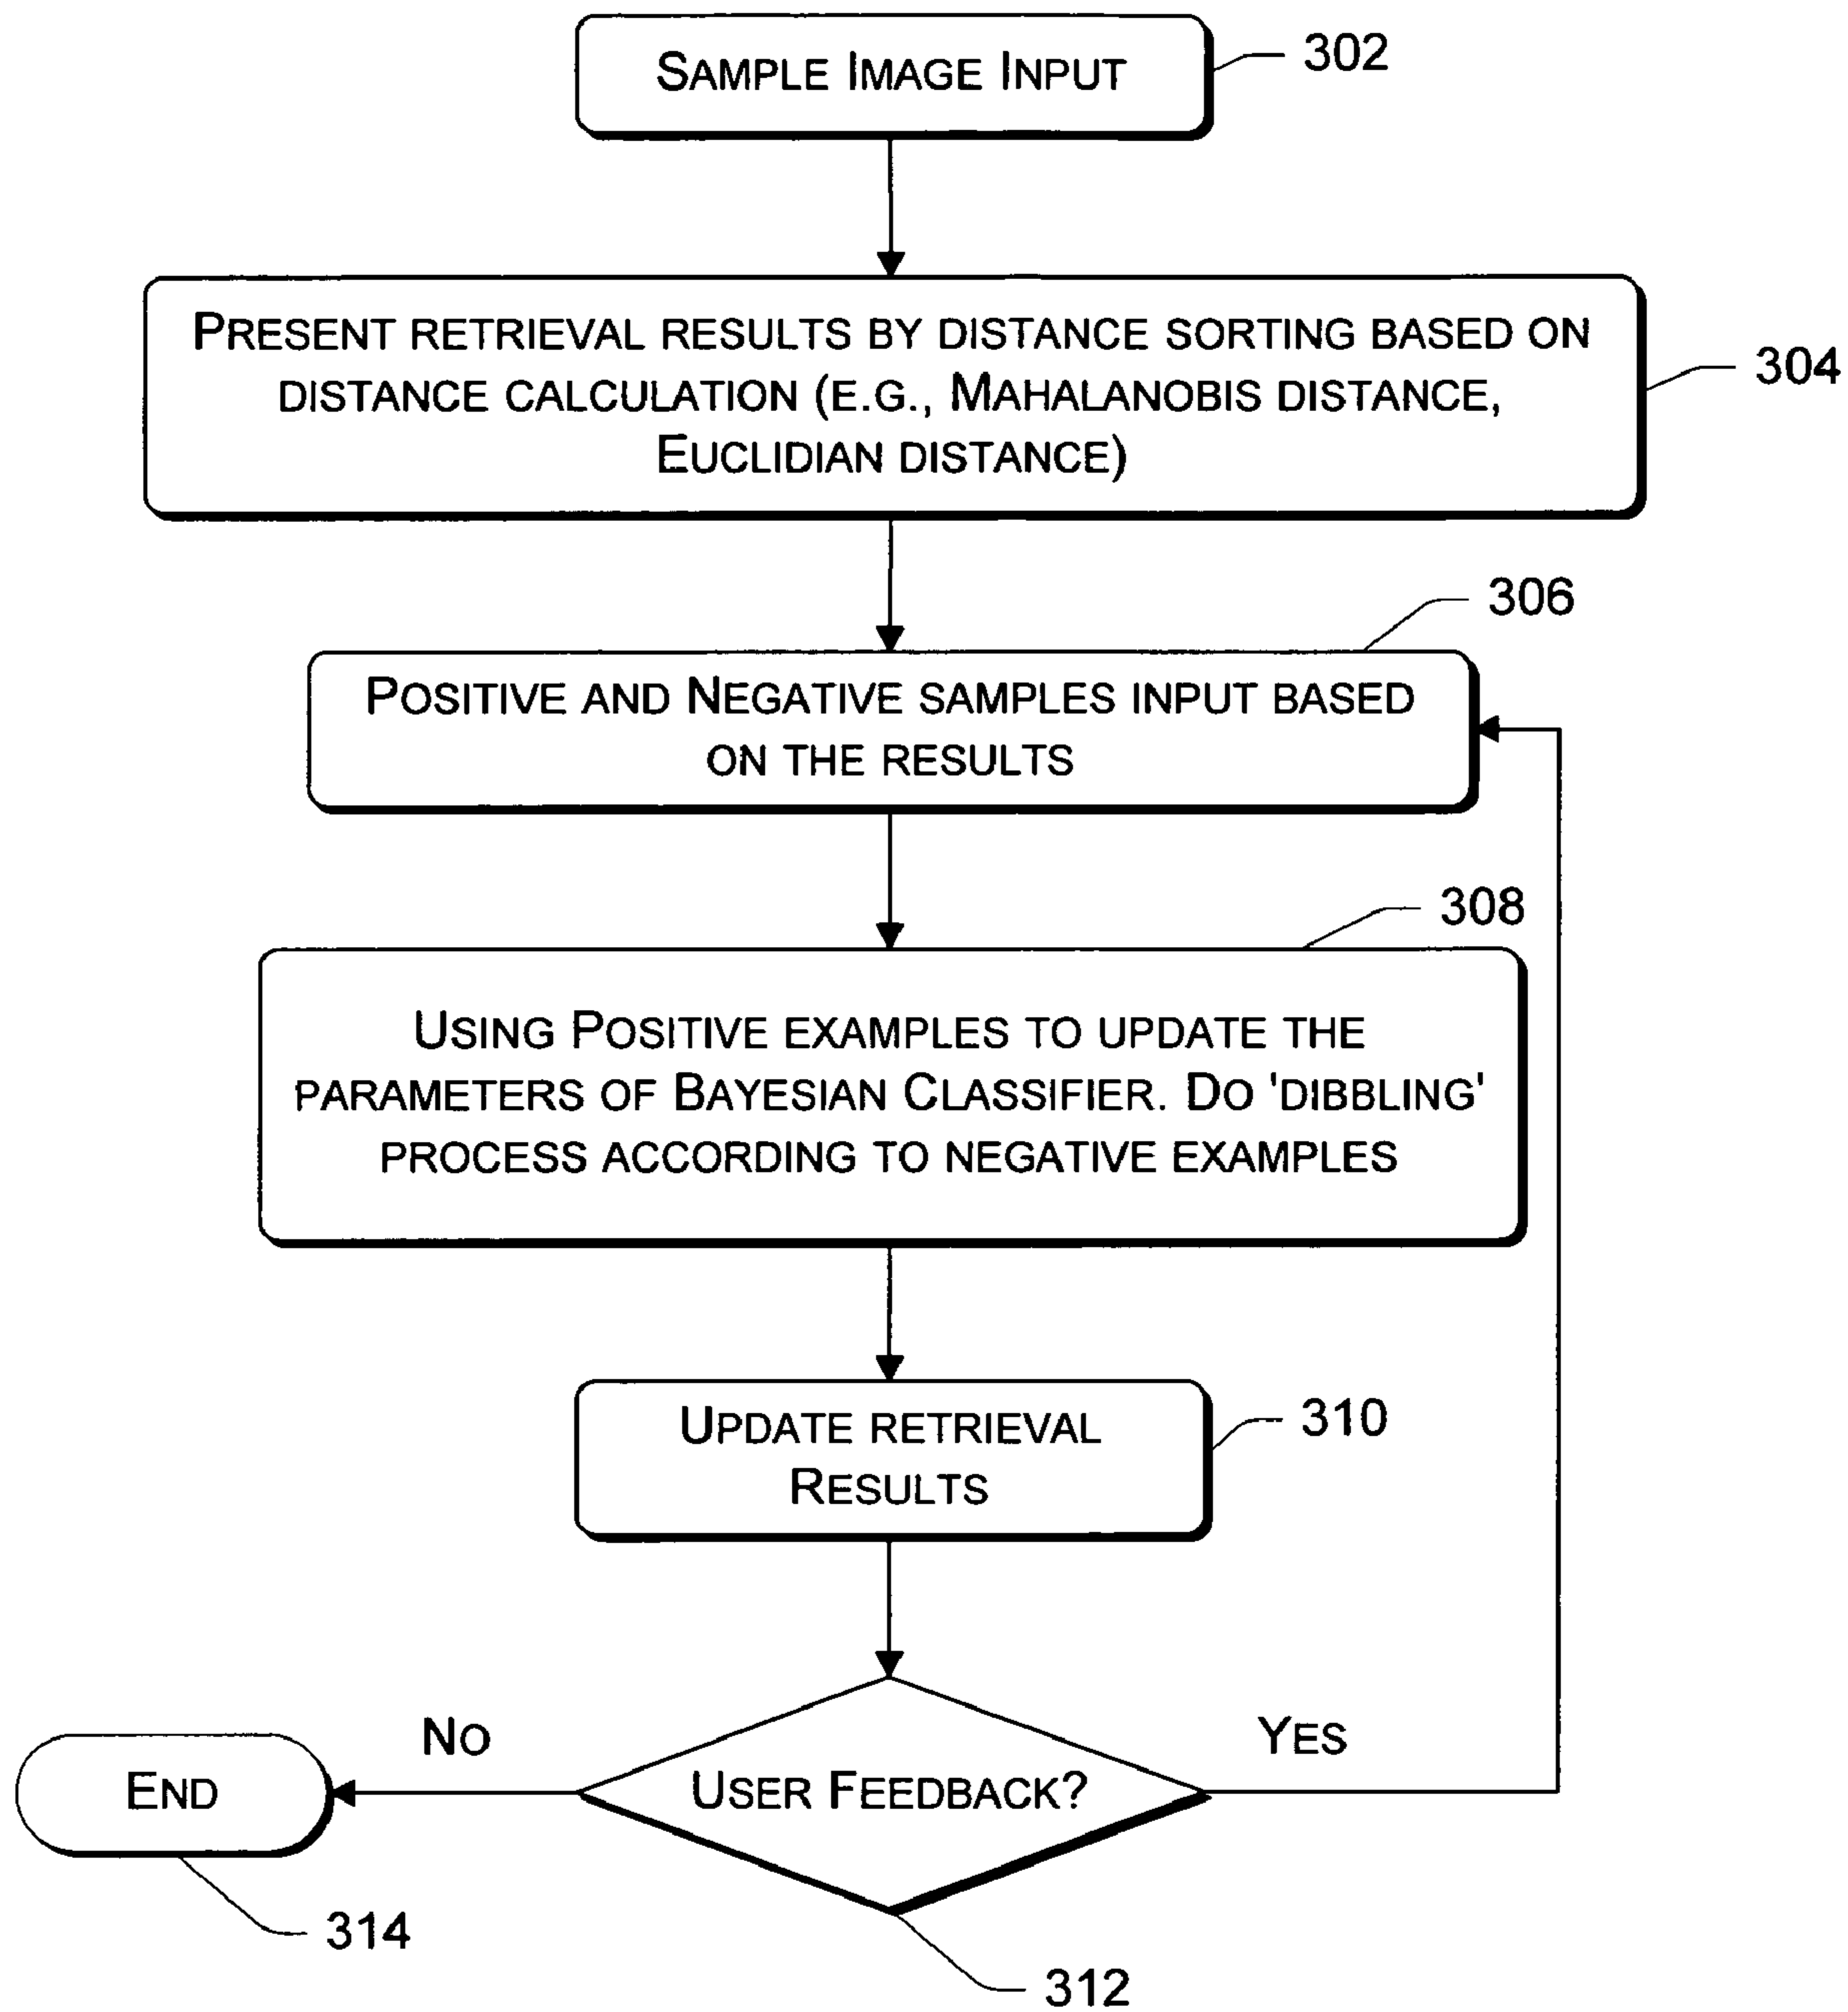 SAMPLE IMAGE INPUT
302
PRESENT RETRIEVAL RESULTS BY DISTANCE SORTING BASED ON
DISTANCE CALCULATION (E.G., MAHALANOBIS DISTANCE,
EUCLIDIAN DISTANCE)
304
306
POSITIVE AND NEGATIVE SAMPLES INPUT BASED
ON THE RESULTS
308
USING POSITIVE EXAMPLES TO UPDATE THE
PARAMETERS OF BAYESIAN CLASSIFIER. DO 'DIBBLING'
PROCESS ACCORDING TO NEGATIVE EXAMPLES
UPDATE RETRIEVAL
RESULTS
310
NO
YES
END
USER FEEDBACK?
314
312